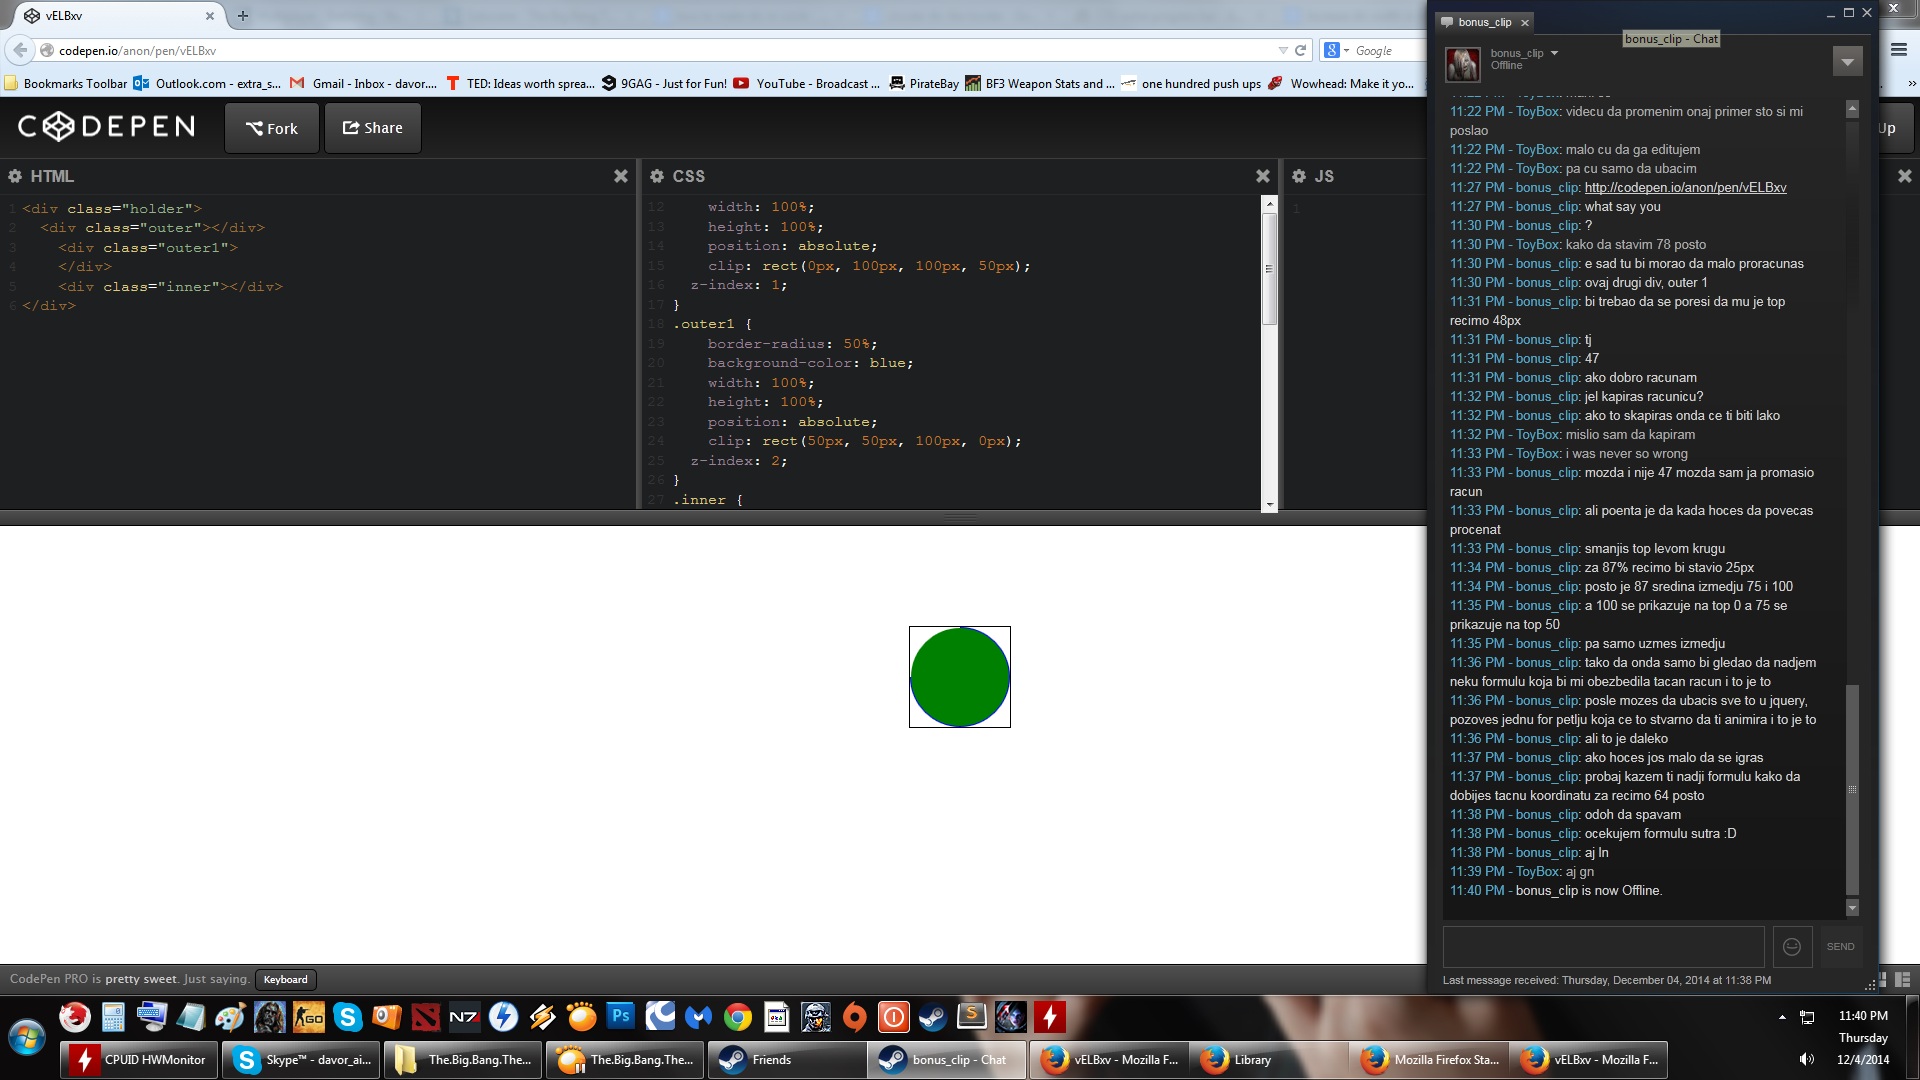 vELBxv
codepen.io/anon/pen/vELBxv
Google
Bookmarks Toolbar
Outlook.com - extra_s...
Gmail - Inbox - davor....
TED: Ideas worth sprea...
9GAG - Just for Fun!
YouTube - Broadcast ...
PirateBay
BF3 Weapon Stats and ...
one hundred push ups
Wowhead: Make it yo...
CODEPEN
Fork
Share
Up
HTML
1 <div class="holder">
2 <div class="outer"></div>
3 <div class="outer1">
4 </div>
5 <div class="inner"></div>
6 </div>
CSS
12 width: 100%;
13 height: 100%;
14 position: absolute;
15 clip: rect(0px, 100px, 100px, 50px);
16 z-index: 1;
17 }
18 .outer1 {
19 border-radius: 50%;
20 background-color: blue;
21 width: 100%;
22 height: 100%;
23 position: absolute;
24 clip: rect(50px, 50px, 100px, 0px);
25 z-index: 2;
26 }
27 .inner {
JS
1
bonus_clip
bonus_clip - Chat
bonus_clip
Offline
11:22 PM - ToyBox: videcu da promenim onaj primer sto si mi
poslao
11:22 PM - ToyBox: malo cu da ga editujem
11:22 PM - ToyBox: pa cu samo da ubacim
11:27 PM - bonus_clip: http://codepen.io/anon/pen/vELBxv
11:27 PM - bonus_clip: what say you
11:30 PM - bonus_clip: ?
11:30 PM - ToyBox: kako da stavim 78 posto
11:30 PM - bonus_clip: e sad tu bi morao da malo proracunas
11:30 PM - bonus_clip: ovaj drugi div, outer 1
11:31 PM - bonus_clip: bi trebao da se poresi da mu je top
recimo 48px
11:31 PM - bonus_clip: tj
11:31 PM - bonus_clip: 47
11:31 PM - bonus_clip: ako dobro racunam
11:32 PM - bonus_clip: jel kapiras racunicu?
11:32 PM - bonus_clip: ako to skapiras onda ce ti biti lako
11:32 PM - ToyBox: mislio sam da kapiram
11:33 PM - ToyBox: i was never so wrong
11:33 PM - bonus_clip: mozda i nije 47 mozda sam ja promasio
racun
11:33 PM - bonus_clip: ali poenta je da kada hoces da povecas
procenat
11:33 PM - bonus_clip: smanjis top levom krugu
11:34 PM - bonus_clip: za 87% recimo bi stavio 25px
11:34 PM - bonus_clip: posto je 87 sredina izmedju 75 i 100
11:35 PM - bonus_clip: a 100 se prikazuje na top 0 a 75 se
prikazuje na top 50
11:35 PM - bonus_clip: pa samo uzmes izmedju
11:36 PM - bonus_clip: tako da onda samo bi gledao da nadjem
neku formulu koja bi mi obezbedila tacan racun i to je to
11:36 PM - bonus_clip: posle mozes da ubacis sve to u jquery,
pozoves jednu for petlju koja ce to stvarno da ti animira i to je to
11:36 PM - bonus_clip: ali to je daleko
11:37 PM - bonus_clip: ako hoces jos malo da se igras
11:37 PM - bonus_clip: probaj kazem ti nadji formulu kako da
dobijes tacnu koordinatu za recimo 64 posto
11:38 PM - bonus_clip: odoh da spavam
11:38 PM - bonus_clip: ocekujem formulu sutra :D
11:38 PM - bonus_clip: aj ln
11:39 PM - ToyBox: aj gn
11:40 PM - bonus_clip is now Offline.
SEND
Last message received: Thursday, December 04, 2014 at 11:38 PM
CodePen PRO is pretty sweet. Just saying.
Keyboard
GO
N7
Ps
S
CPUID HWMonitor
Skype™ - davor_ai...
The.Big.Bang.The...
The.Big.Bang.The...
Friends
bonus_clip - Chat
vELBxv - Mozilla F...
Library
Mozilla Firefox Sta...
vELBxv - Mozilla F...
11:40 PM
Thursday
12/4/2014